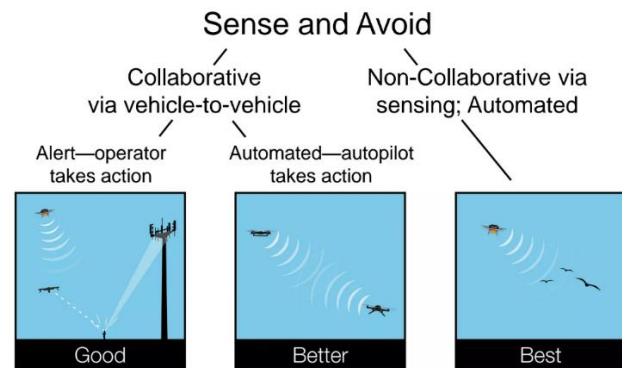 Sense and Avoid
Collaborative
via vehicle-to-vehicle
Non-Collaborative via
sensing; Automated
Alert—operator
takes action
Automated—autopilot
takes action
Good
Better
Best